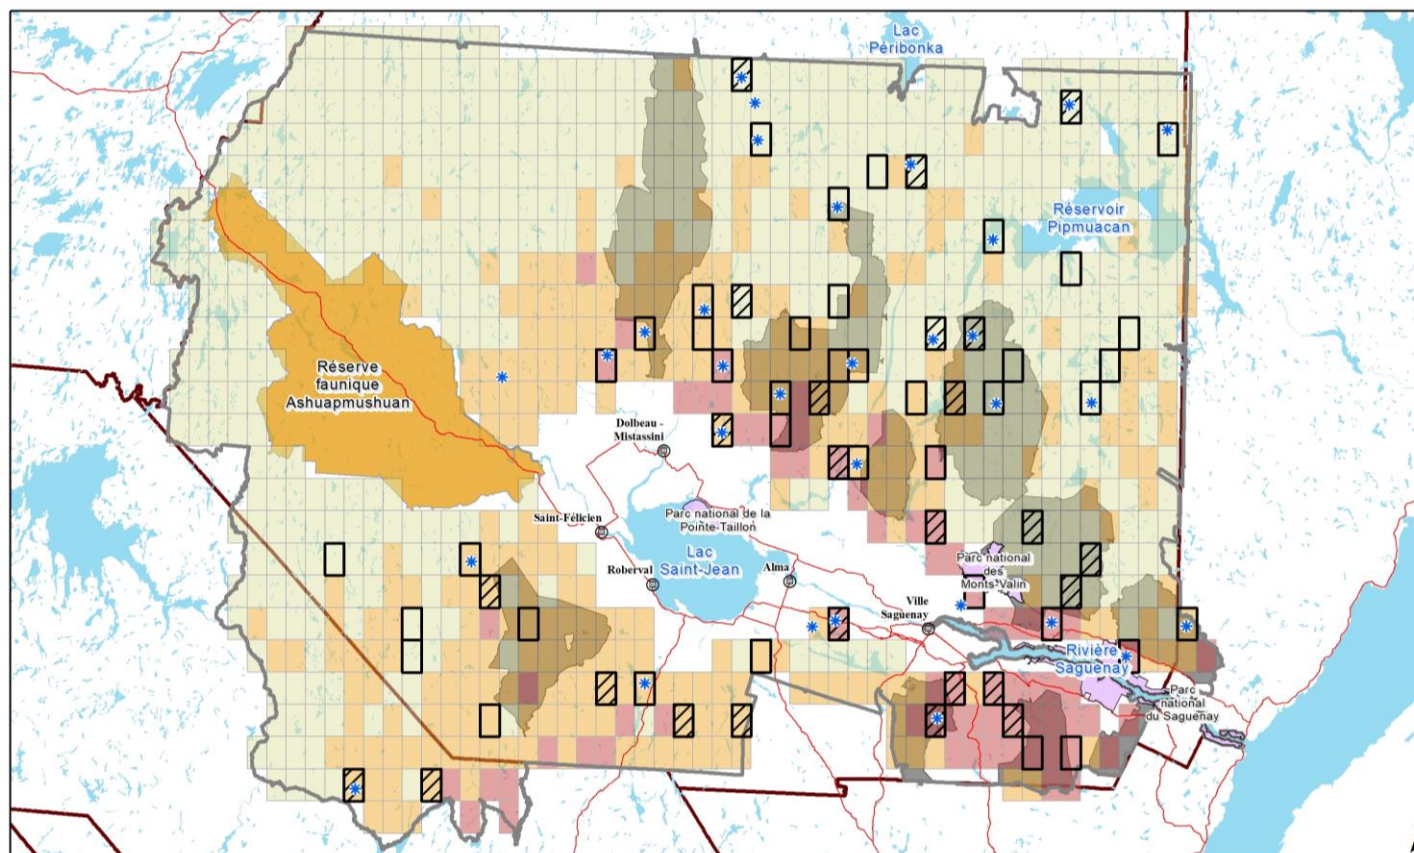 Lac
Péribonka
Réservoir
Pipmuacan
Réserve
faunique
Ashuapmushuan
Dolbeau -
Mistassini
Saint-Félicien
Parc national de la
Pointe-Taillon
Lac
Saint-Jean
Roberval
Alma
Parc national
des
Monts-Valin
Ville
Saguenay
Rivière
Saguenay
Parc
national
du Saguenay